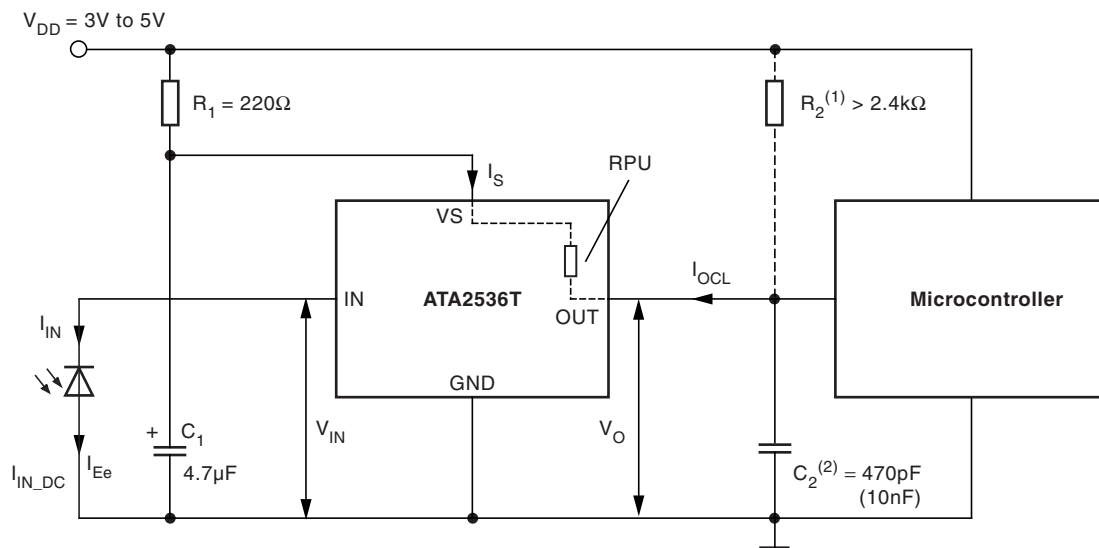 V_DD = 3V to 5V
R_1 = 220Ω
R_2^(1) > 2.4kΩ
I_S
RPU
VS
I_OCL
IN
ATA2536T
OUT
Microcontroller
I_IN
GND
V_IN
V_O
+ C_1
4.7µF
I_Ee
I_IN_DC
C_2^(2) = 470pF
(10nF)